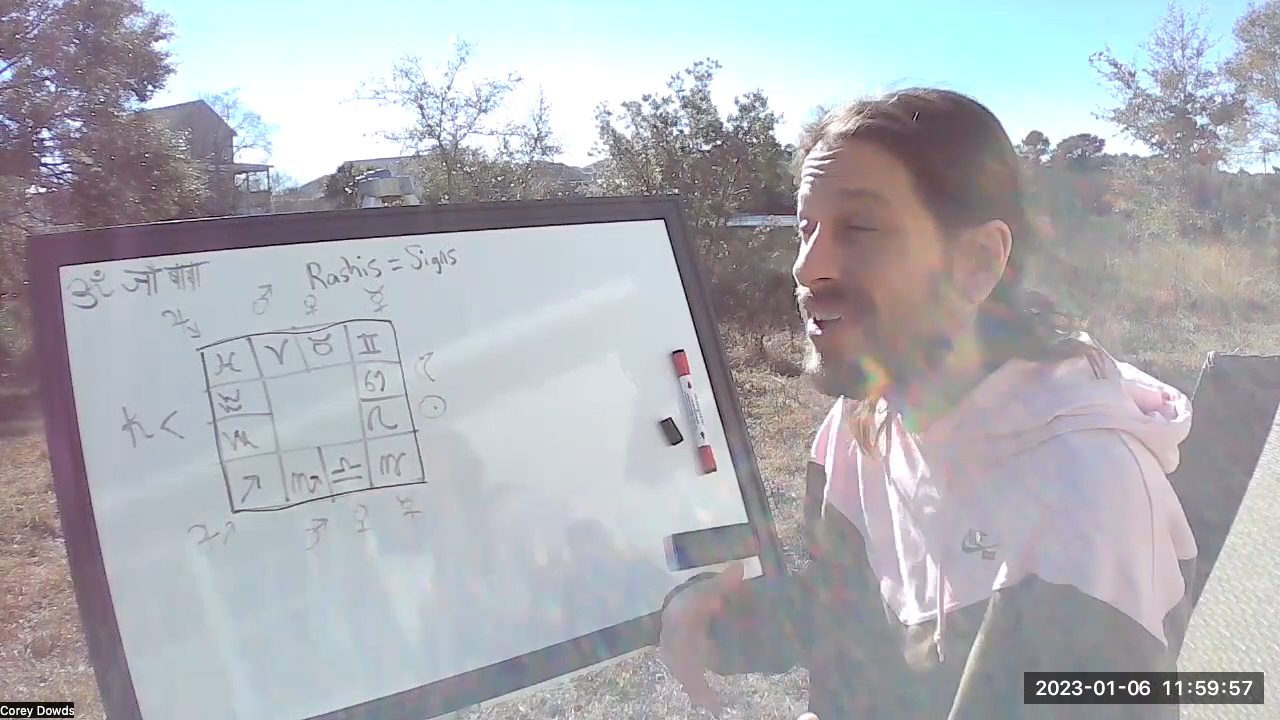 ॐ जी बाबा
Rashis = Signs
♃ ♂ ♀ ☿
♓ ♈ ♉ ♊
♒ ♋ ☽
♄ < ♑ ♌ ☉
♐ ♏ ♎ ♍
♃ ♂ ♀ ☿
Corey Dowds
2023-01-06 11:59:57